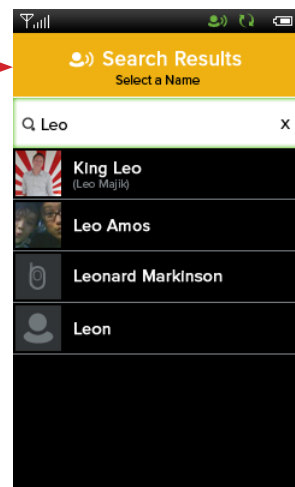 Search Results
Select a Name
Leo x
King Leo
(Leo Majik)
Leo Amos
Leonard Markinson
Leon